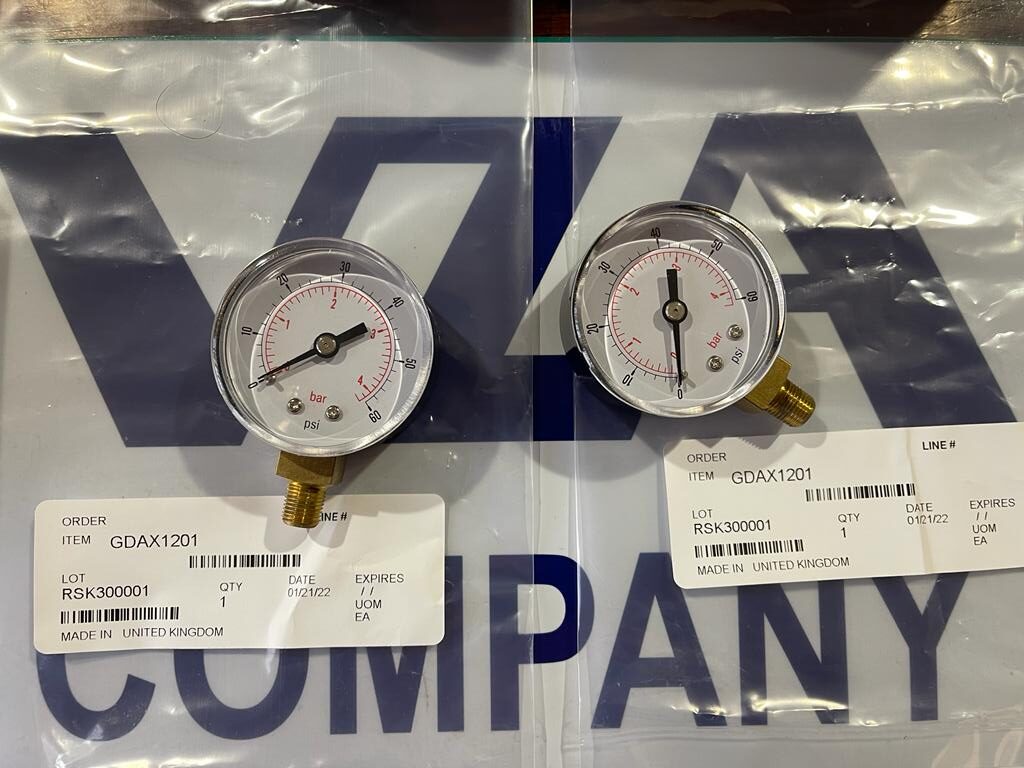 VIA
COMPANY
0 10 20 30 40 50 60
0 1 2 3 4
bar
psi
0 10 20 30 40 50 60
0 1 2 3 4
bar
psi
ORDER
LINE #
ITEM GDAX1201
LOT
RSK300001
QTY
1
DATE
01/21/22
EXPIRES
/ /
UOM
EA
MADE IN UNITED KINGDOM
ORDER
LINE #
ITEM GDAX1201
LOT
RSK300001
QTY
1
DATE
01/21/22
EXPIRES
/ /
UOM
EA
MADE IN UNITED KINGDOM